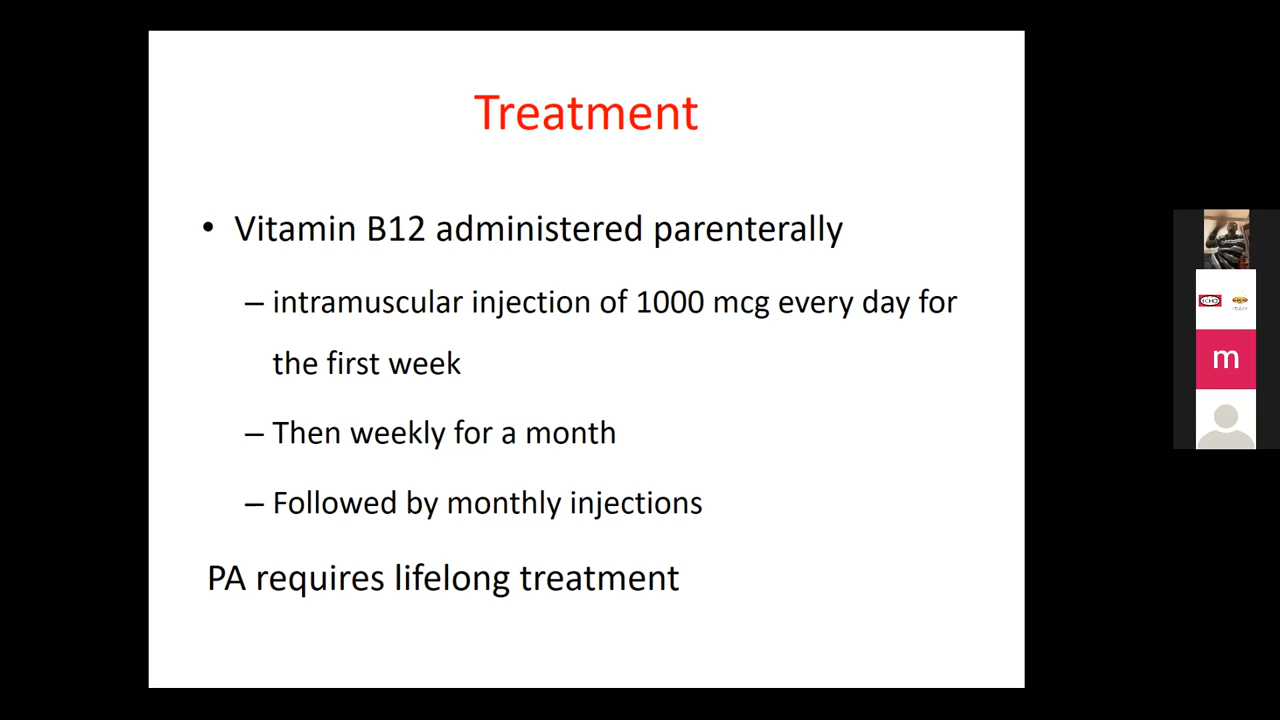 Treatment
• Vitamin B12 administered parenterally
– intramuscular injection of 1000 mcg every day for
the first week
– Then weekly for a month
– Followed by monthly injections
PA requires lifelong treatment
m